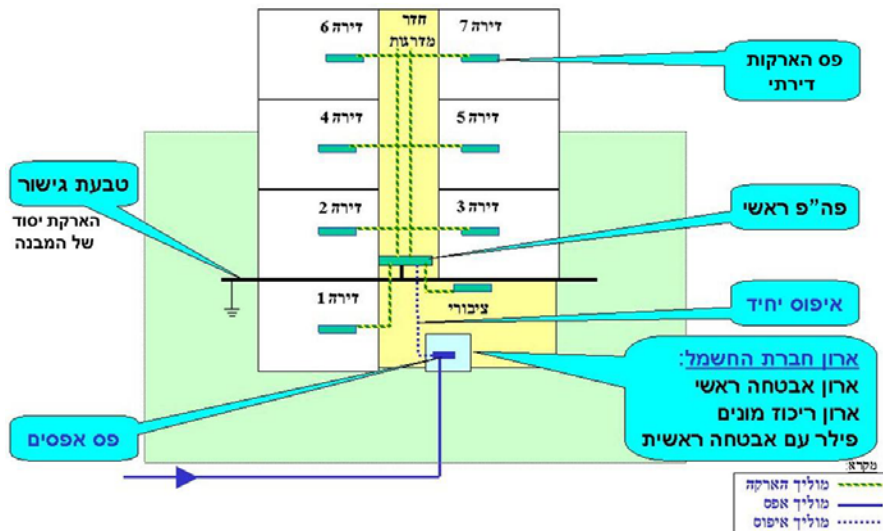 דירה 6
חדר
מדרגות
דירה 7
פס הארקות
דירתי
דירה 4
דירה 5
טבעת גישור
הארקת יסוד
של המבנה
דירה 2
דירה 3
פה"פ ראשי
דירה 1
ציבורי
איפוס יחיד
ארון חברת החשמל:
ארון אבטחה ראשי
ארון ריכוז מונים
פילר עם אבטחה ראשית
פס אפסים
מקרא:
מוליך הארקה
מוליך אפס
מוליך איפוס